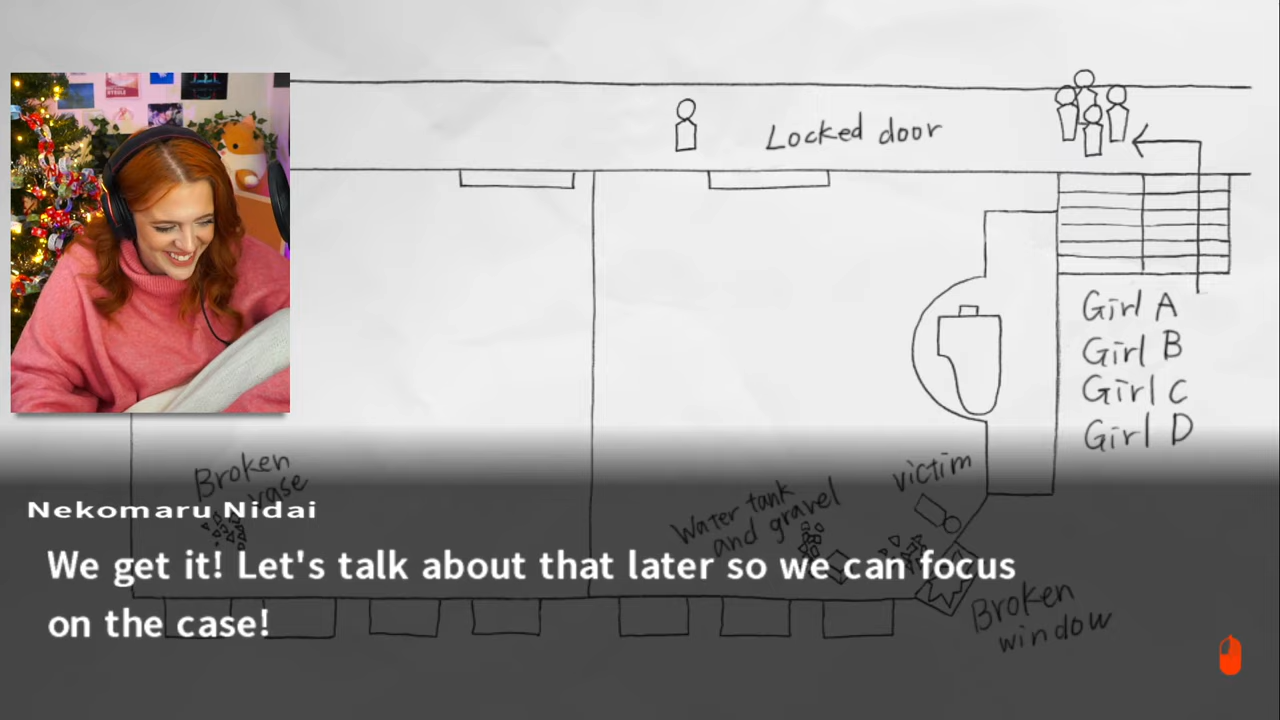 Locked door
Girl A
Girl B
Girl C
Girl D
Broken
vase
Water tank
and gravel
victim
Broken
window
Nekomaru Nidai
We get it! Let's talk about that later so we can focus
on the case!